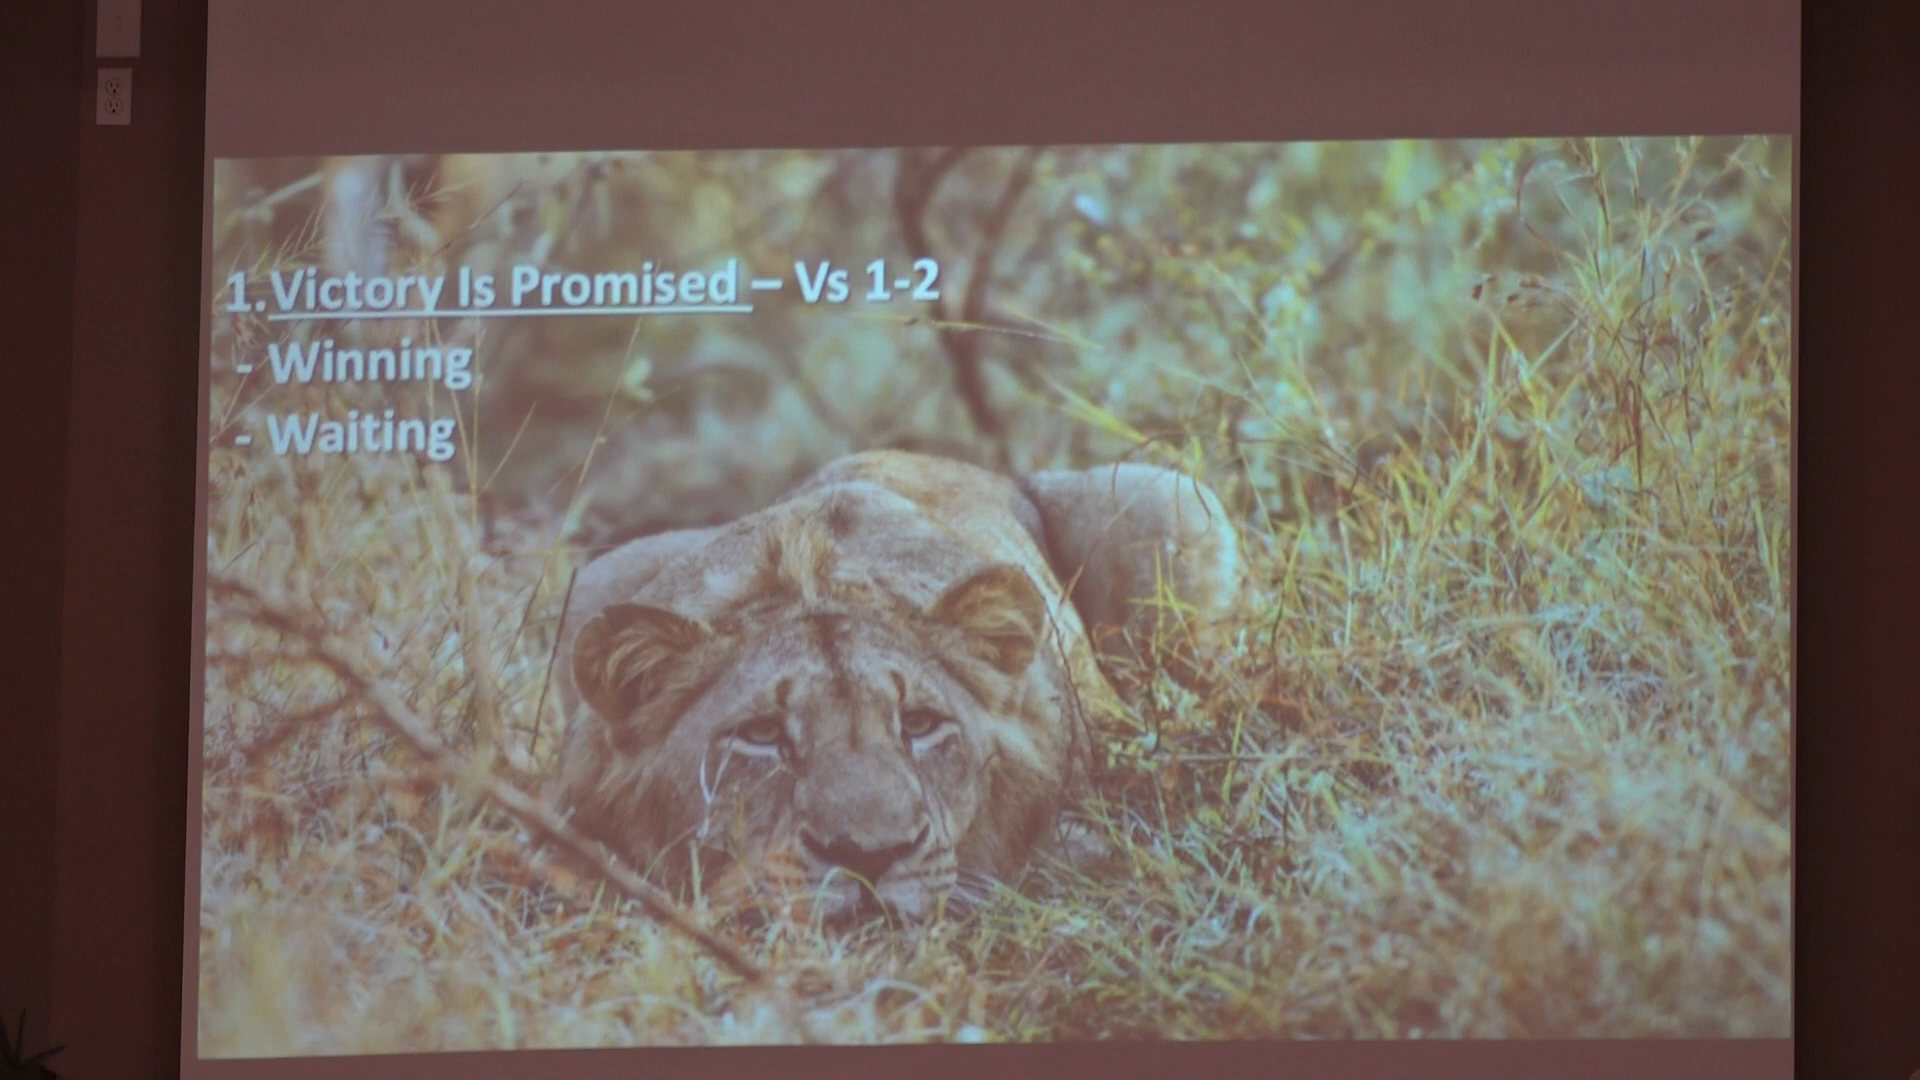 1. Victory Is Promised – Vs 1-2
- Winning
- Waiting